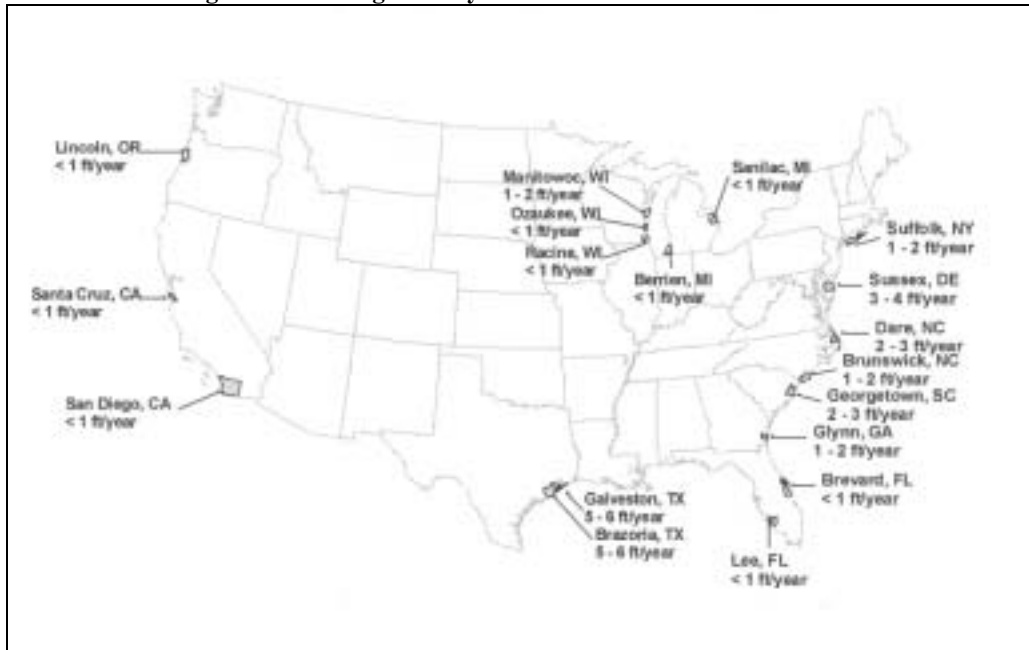 Lincoln, OR
< 1 ft/year
Santa Cruz, CA
< 1 ft/year
San Diego, CA
< 1 ft/year
Manitowoc, WI
1 - 2 ft/year
Ozaukee, WI
< 1 ft/year
Racine, WI
< 1 ft/year
Berrien, MI
< 1 ft/year
Sanilac, MI
< 1 ft/year
Suffolk, NY
1 - 2 ft/year
Sussex, DE
3 - 4 ft/year
Dare, NC
2 - 3 ft/year
Brunswick, NC
1 - 2 ft/year
Georgetown, SC
2 - 3 ft/year
Glynn, GA
1 - 2 ft/year
Brevard, FL
< 1 ft/year
Galveston, TX
5 - 6 ft/year
Brazoria, TX
5 - 6 ft/year
Lee, FL
< 1 ft/year